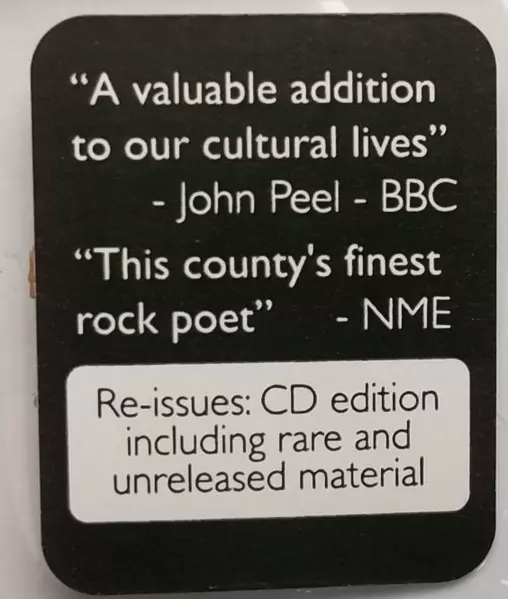 “A valuable addition
to our cultural lives”
- John Peel - BBC
“This county's finest
rock poet” - NME
Re-issues: CD edition
including rare and
unreleased material